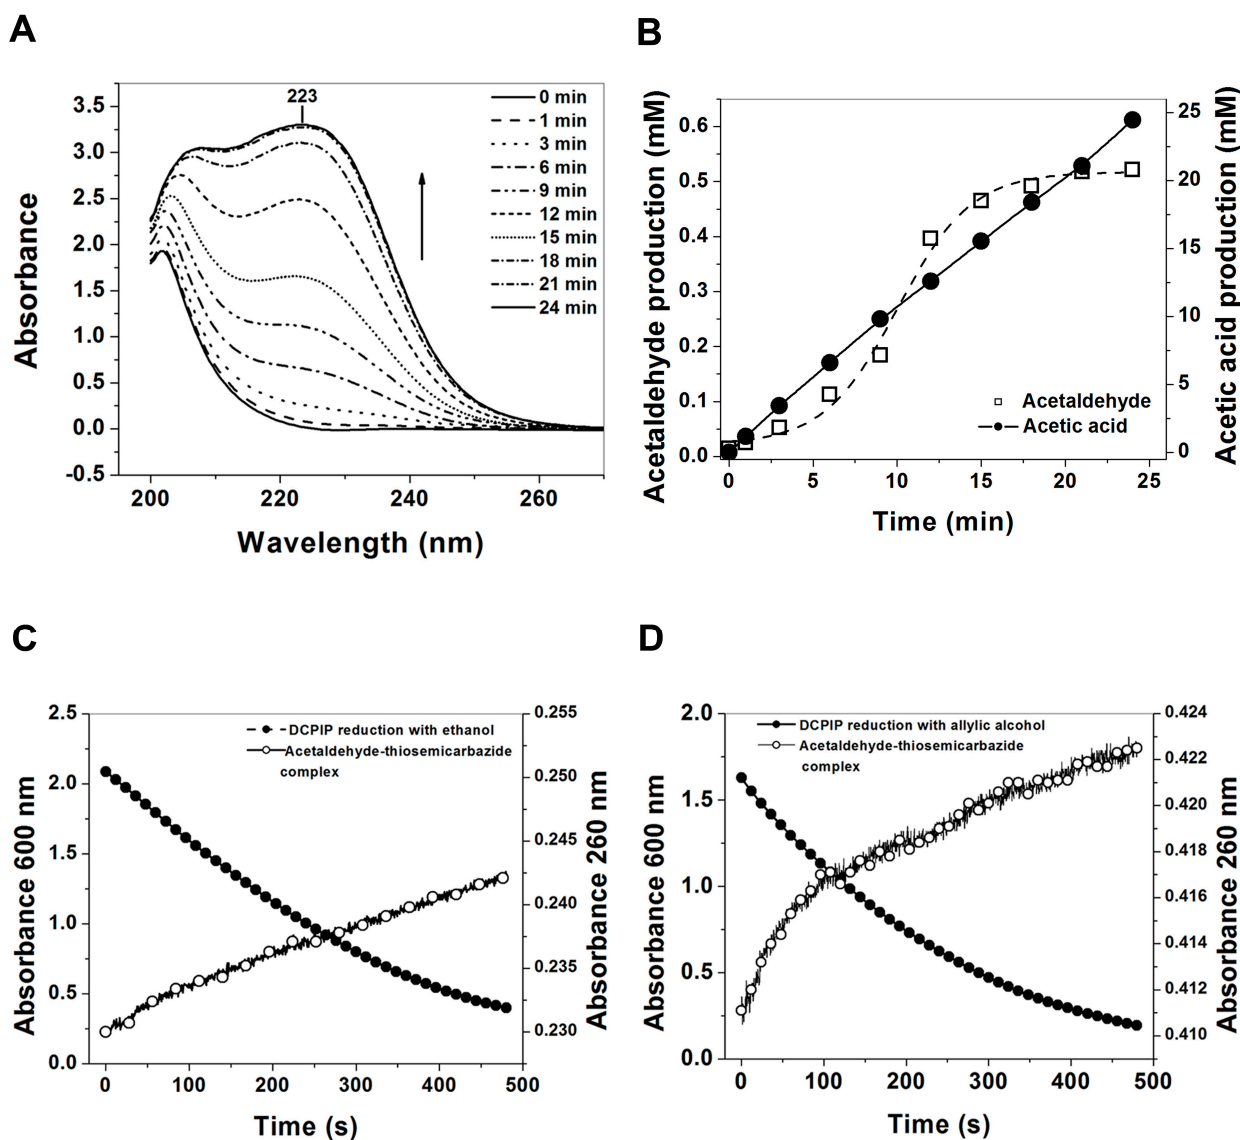 A
3.5
3.0
2.5
2.0
1.5
1.0
0.5
0.0
-0.5
Absorbance
223
0 min
1 min
3 min
6 min
9 min
12 min
15 min
18 min
21 min
24 min
200
220
240
260
Wavelength (nm)
B
0.6
0.5
0.4
0.3
0.2
0.1
0.0
Acetaldehyde production (mM)
25
20
15
10
5
0
Acetic acid production (mM)
Acetaldehyde
Acetic acid
0
5
10
15
20
25
Time (min)
C
2.5
2.0
1.5
1.0
0.5
0.0
Absorbance 600 nm
DCPIP reduction with ethanol
Acetaldehyde-thiosemicarbazide
complex
0.255
0.250
0.245
0.240
0.235
0.230
Absorbance 260 nm
0
100
200
300
400
500
Time (s)
D
2.0
1.5
1.0
0.5
0.0
Absorbance 600 nm
DCPIP reduction with allylic alcohol
Acetaldehyde-thiosemicarbazide
complex
0.424
0.422
0.420
0.418
0.416
0.414
0.412
0.410
Absorbance 260 nm
0
100
200
300
400
500
Time (s)